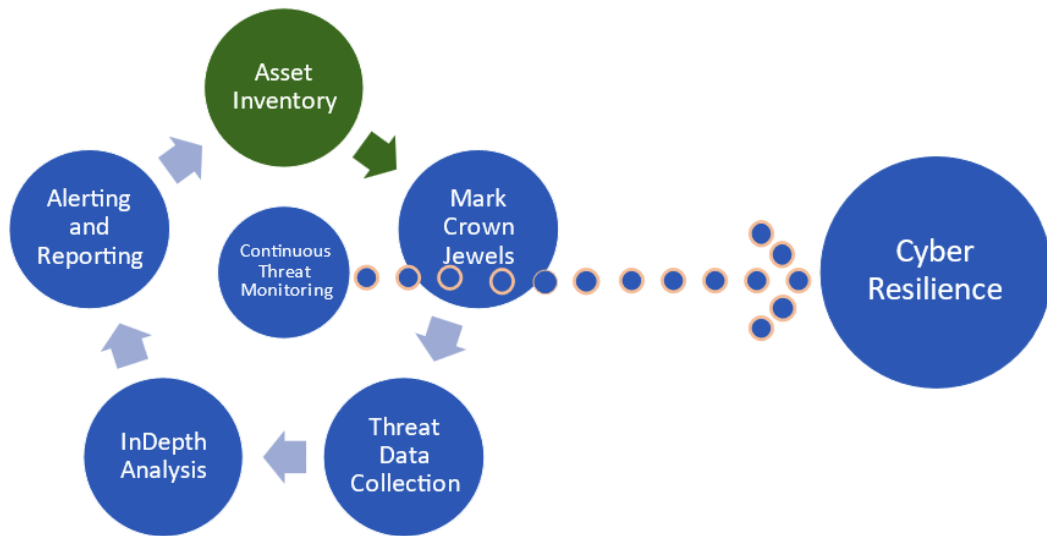 Asset
Inventory
Mark
Crown
Jewels
Threat
Data
Collection
InDepth
Analysis
Alerting
and
Reporting
Continuous
Threat
Monitoring
Cyber
Resilience